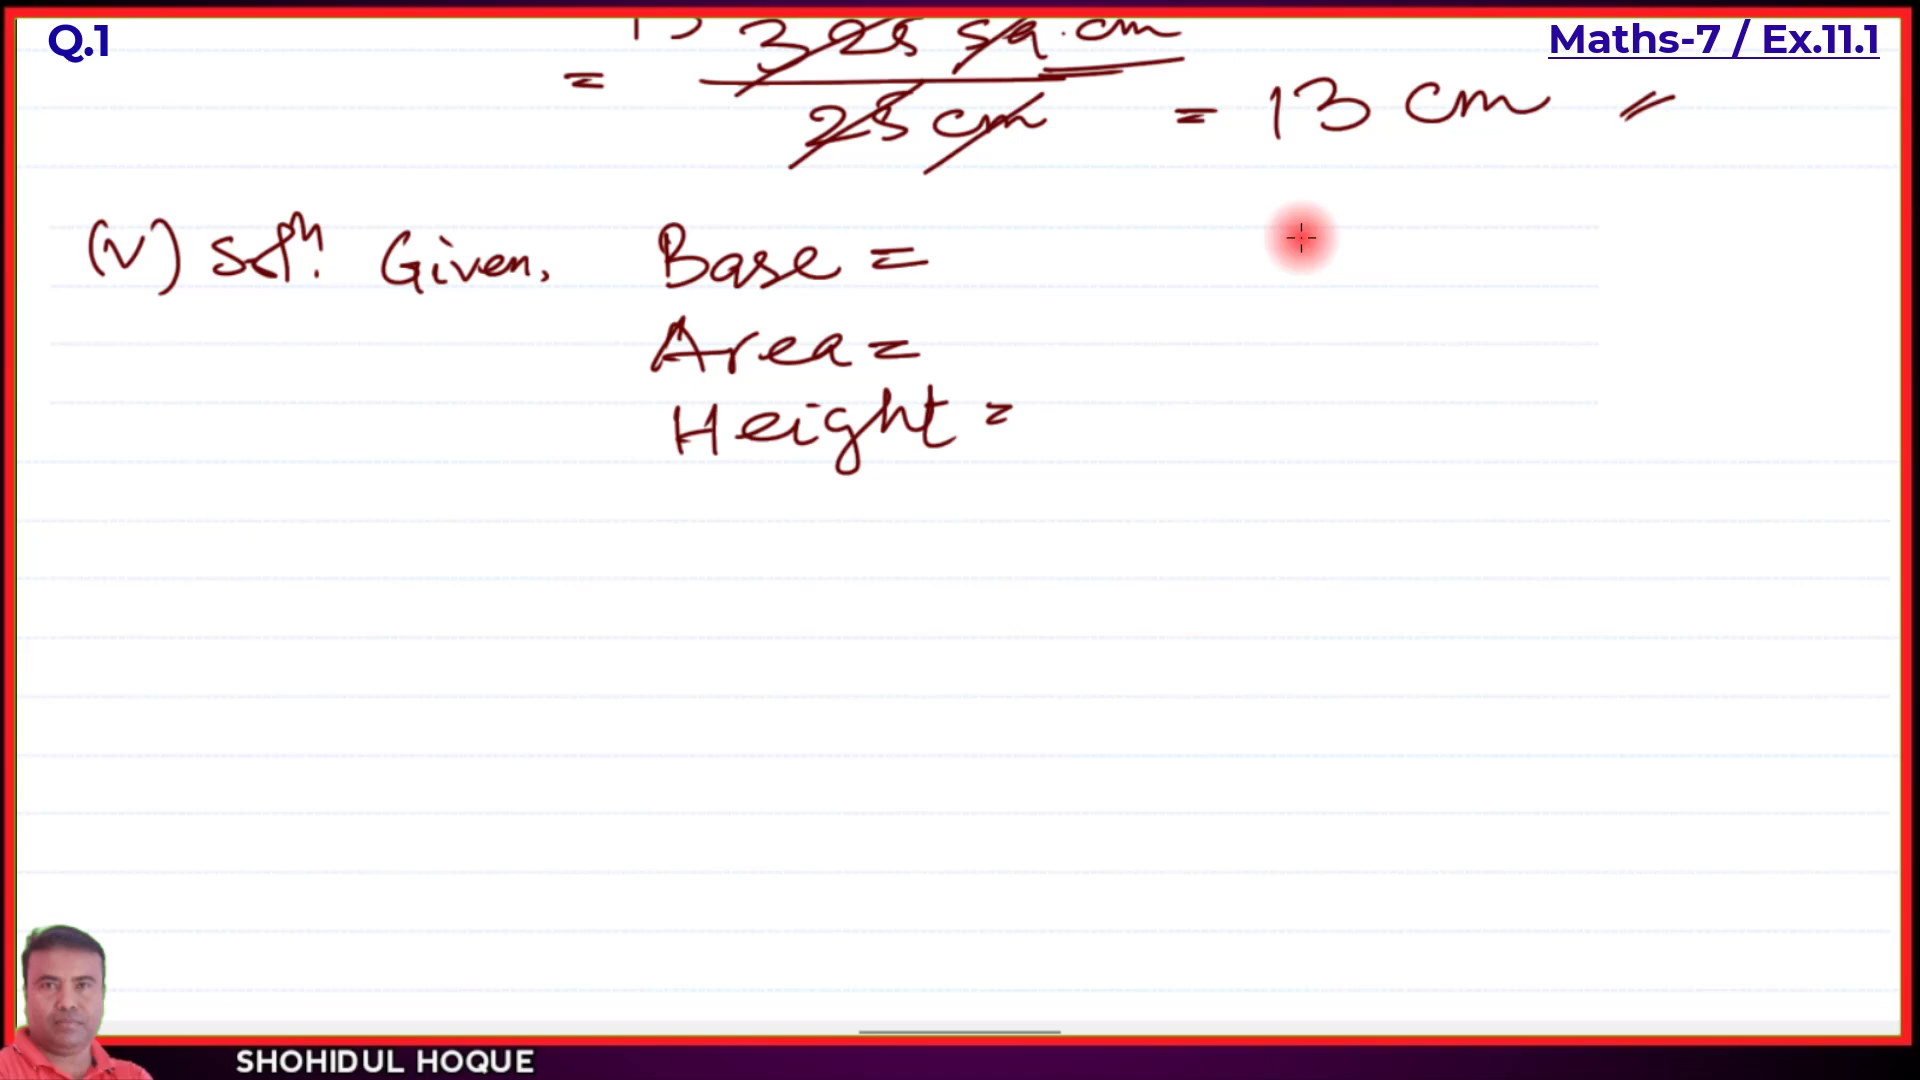 Q.1
Maths-7 / Ex.11.1
= 325 sq.cm / 25 cm = 13 cm
(V) Solⁿ: Given, Base =
Area =
Height =
SHOHIDUL HOQUE